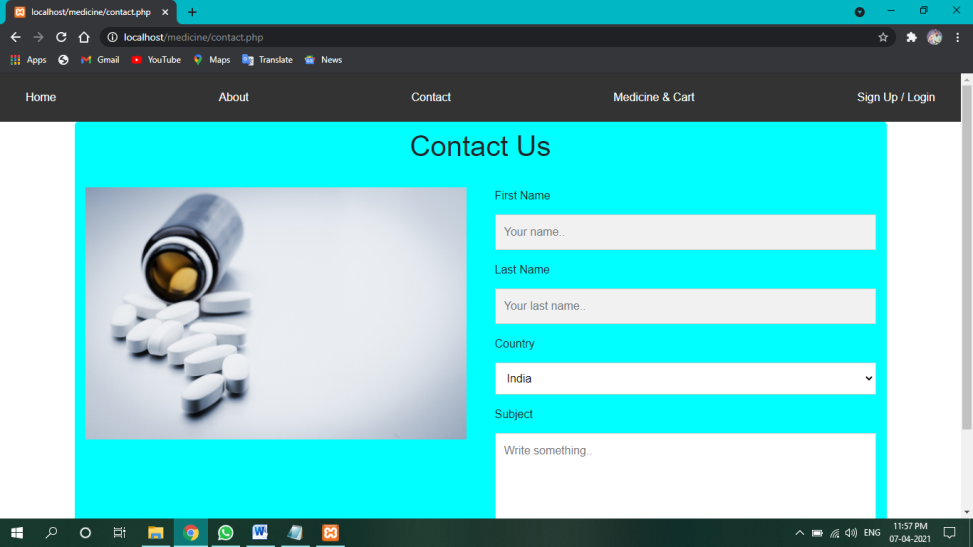 localhost/medicine/contact.php
localhost/medicine/contact.php
Apps Gmail YouTube Maps Translate News
Home About Contact Medicine & Cart Sign Up / Login
Contact Us
First Name
Your name..
Last Name
Your last name..
Country
India
Subject
Write something..
11:57 PM
ENG
07-04-2021